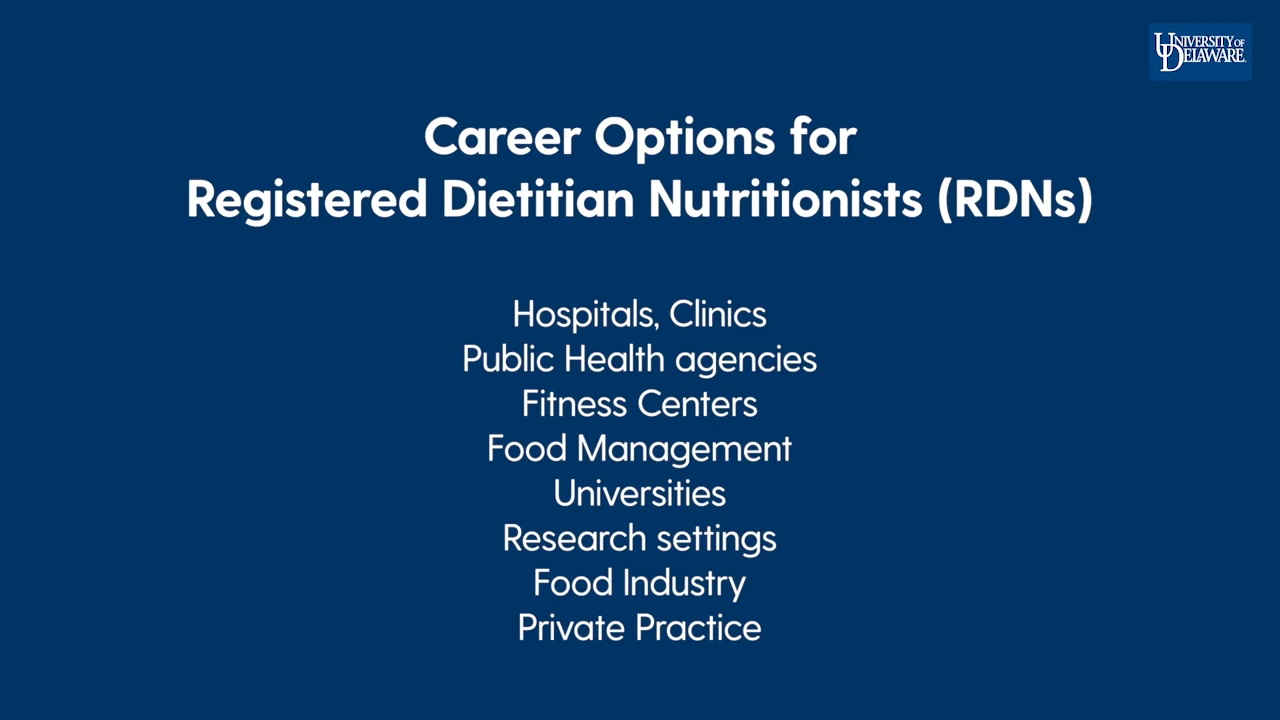 UNIVERSITY OF
DELAWARE
Career Options for
Registered Dietitian Nutritionists (RDNs)
Hospitals, Clinics
Public Health agencies
Fitness Centers
Food Management
Universities
Research settings
Food Industry
Private Practice